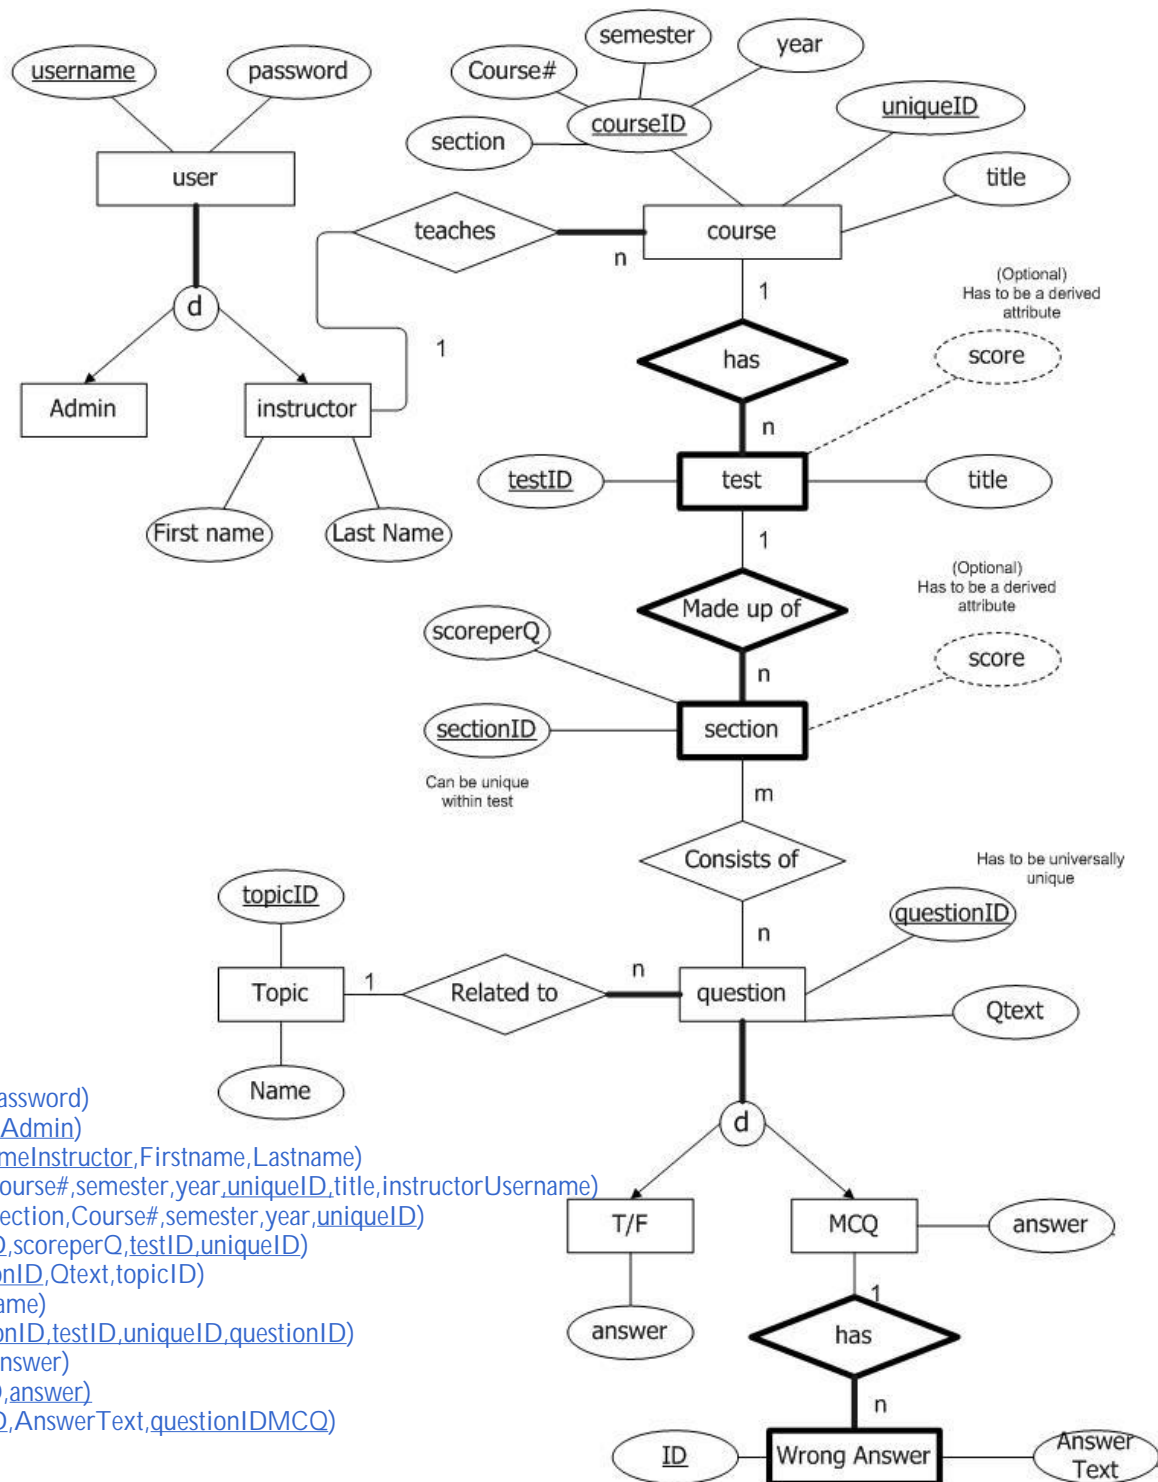 semester
year
Course#
username
password
uniqueID
courseID
section
user
title
teaches
course
n
(Optional)
Has to be a derived
attribute
1
d
1
score
has
Admin
instructor
n
testID
test
title
First name
Last Name
1
(Optional)
Has to be a derived
attribute
Made up of
scoreperQ
score
n
sectionID
section
Can be unique
within test
m
Consists of
Has to be universally
unique
topicID
questionID
n
n
1
Topic
Related to
question
Qtext
Name
assword)
Admin)
d
meInstructor,Firstname,Lastname)
ourse#,semester,year,uniqueID,title,instructorUsername)
ection,Course#,semester,year,uniqueID)
T/F
MCQ
answer
D,scoreperQ,testID,uniqueID)
onID,Qtext,topicID)
ame)
1
onID,testID,uniqueID,questionID)
answer
has
nswer)
D,answer)
n
D,AnswerText,questionIDMCQ)
ID
Wrong Answer
Answer
Text